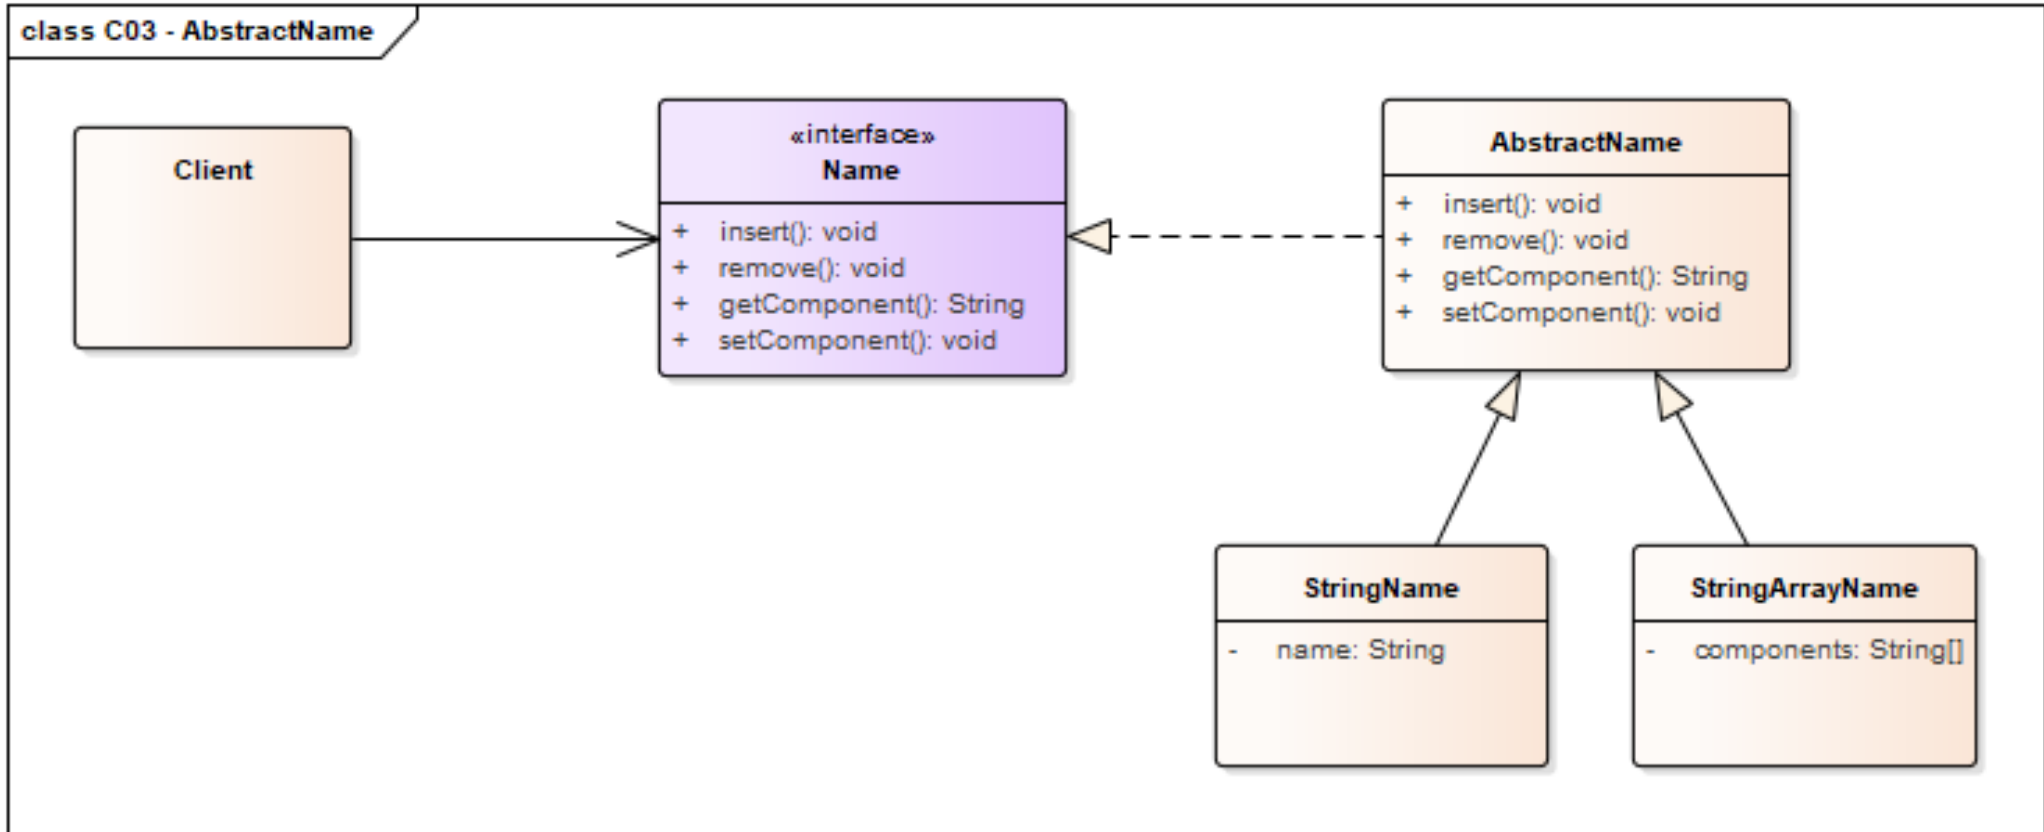 class C03 - AbstractName
Client
«interface»
Name
+ insert(): void
+ remove(): void
+ getComponent(): String
+ setComponent(): void
AbstractName
+ insert(): void
+ remove(): void
+ getComponent(): String
+ setComponent(): void
StringName
- name: String
StringArrayName
- components: String[]